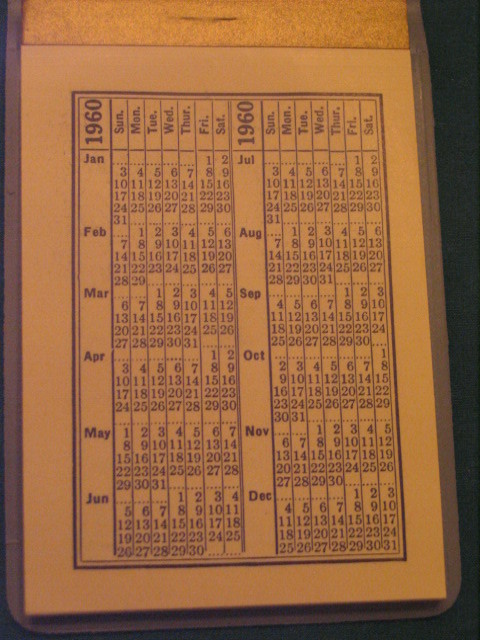 1960 Sun. Mon. Tue. Wed. Thur. Fri. Sat.
Jan 1 2
3 4 5 6 7 8 9
10 11 12 13 14 15 16
17 18 19 20 21 22 23
24 25 26 27 28 29 30
31
Feb 1 2 3 4 5 6
7 8 9 10 11 12 13
14 15 16 17 18 19 20
21 22 23 24 25 26 27
28 29
Mar 1 2 3 4 5
6 7 8 9 10 11 12
13 14 15 16 17 18 19
20 21 22 23 24 25 26
27 28 29 30 31
Apr 1 2
3 4 5 6 7 8 9
10 11 12 13 14 15 16
17 18 19 20 21 22 23
24 25 26 27 28 29 30
May 1 2 3 4 5 6 7
8 9 10 11 12 13 14
15 16 17 18 19 20 21
22 23 24 25 26 27 28
29 30 31
Jun 1 2 3 4
5 6 7 8 9 10 11
12 13 14 15 16 17 18
19 20 21 22 23 24 25
26 27 28 29 30
1960 Sun. Mon. Tue. Wed. Thur. Fri. Sat.
Jul 1 2
3 4 5 6 7 8 9
10 11 12 13 14 15 16
17 18 19 20 21 22 23
24 25 26 27 28 29 30
31
Aug 1 2 3 4 5 6
7 8 9 10 11 12 13
14 15 16 17 18 19 20
21 22 23 24 25 26 27
28 29 30 31
Sep 1 2 3
4 5 6 7 8 9 10
11 12 13 14 15 16 17
18 19 20 21 22 23 24
25 26 27 28 29 30
Oct 1
2 3 4 5 6 7 8
9 10 11 12 13 14 15
16 17 18 19 20 21 22
23 24 25 26 27 28 29
30 31
Nov 1 2 3 4 5
6 7 8 9 10 11 12
13 14 15 16 17 18 19
20 21 22 23 24 25 26
27 28 29 30
Dec 1 2 3
4 5 6 7 8 9 10
11 12 13 14 15 16 17
18 19 20 21 22 23 24
25 26 27 28 29 30 31